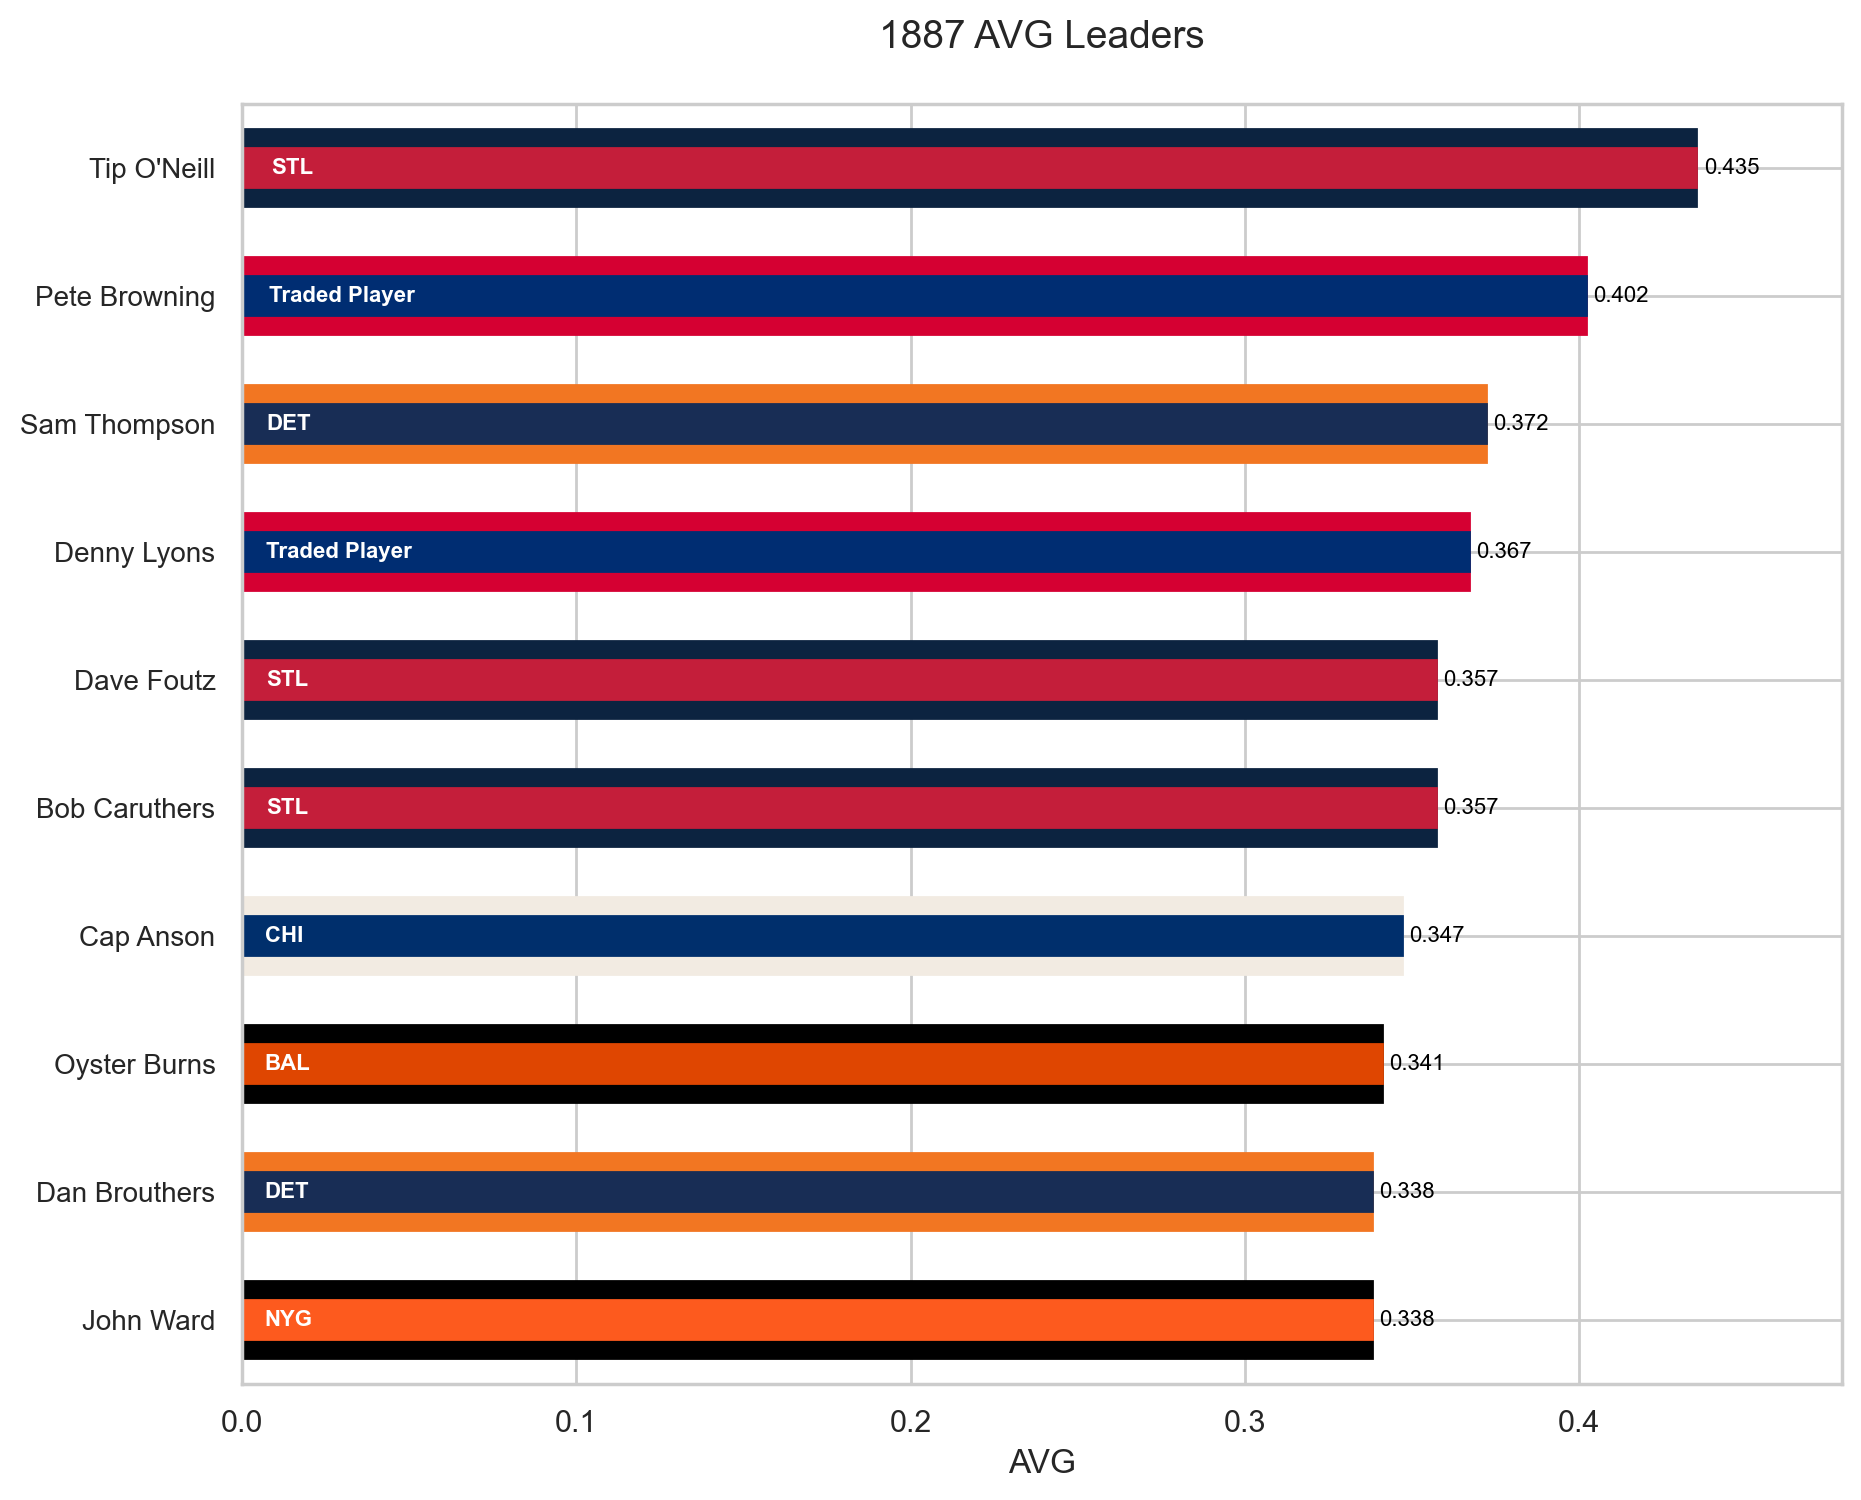 1887 AVG Leaders
Tip O'Neill STL 0.435
Pete Browning Traded Player 0.402
Sam Thompson DET 0.372
Denny Lyons Traded Player 0.367
Dave Foutz STL 0.357
Bob Caruthers STL 0.357
Cap Anson CHI 0.347
Oyster Burns BAL 0.341
Dan Brouthers DET 0.338
John Ward NYG 0.338
0.0 0.1 0.2 0.3 0.4
AVG